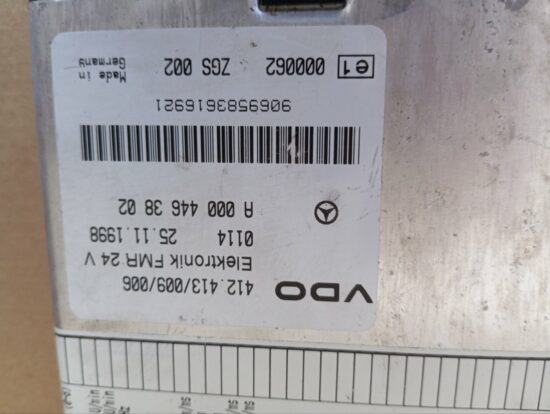 VDO 412.413/009/006
Elektronik FMR 24 V
0114 25.11.1998
A 000 446 38 02
9069583616921
e1 000062 ZGS 002 Made in
Germany